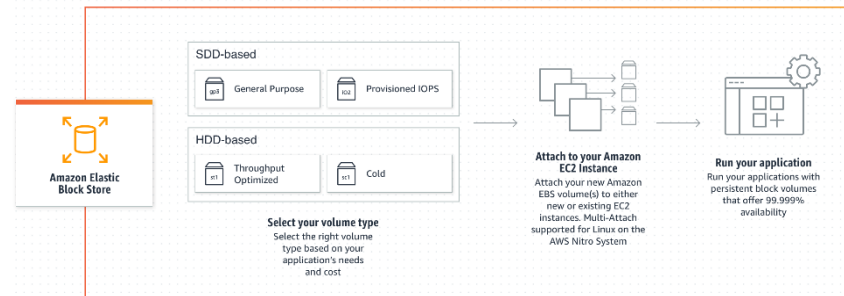 Amazon Elastic
Block Store
SDD-based
gp3
General Purpose
io2
Provisioned IOPS
HDD-based
st1
Throughput
Optimized
sc1
Cold
Select your volume type
Select the right volume
type based on your
application's needs
and cost
Attach to your Amazon
EC2 Instance
Attach your new Amazon
EBS volume(s) to either
new or existing EC2
instances. Multi-Attach
supported for Linux on the
AWS Nitro System
Run your application
Run your applications with
persistent block volumes
that offer 99.999%
availability